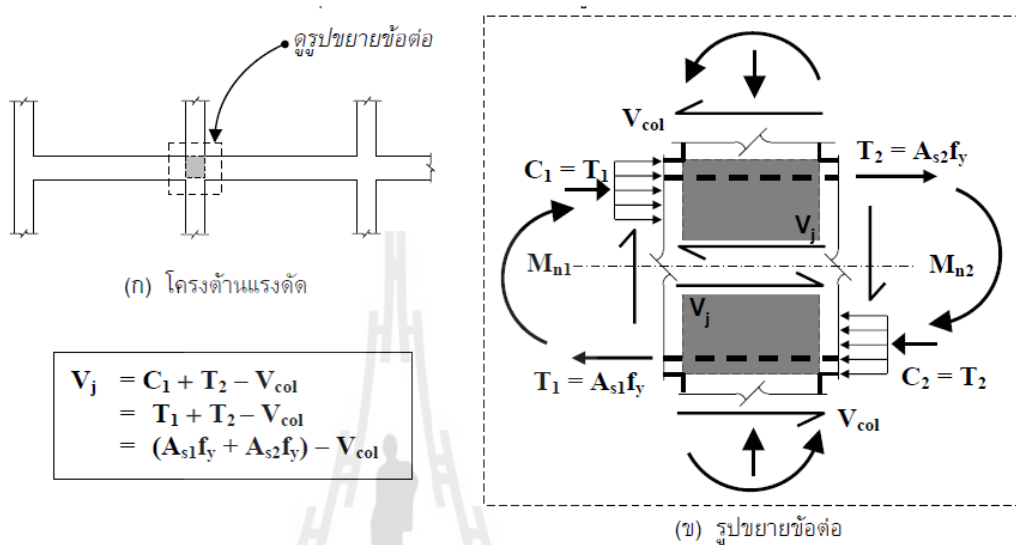 ดูรูปขยายข้อต่อ
(ก) โครงต้านแรงดัด
Vj = C1 + T2 – Vcol
= T1 + T2 – Vcol
= (As1fy + As2fy) – Vcol
Vcol
C1 = T1
T2 = As2fy
Vj
Mn1
Mn2
Vj
T1 = As1fy
C2 = T2
Vcol
(ข) รูปขยายข้อต่อ